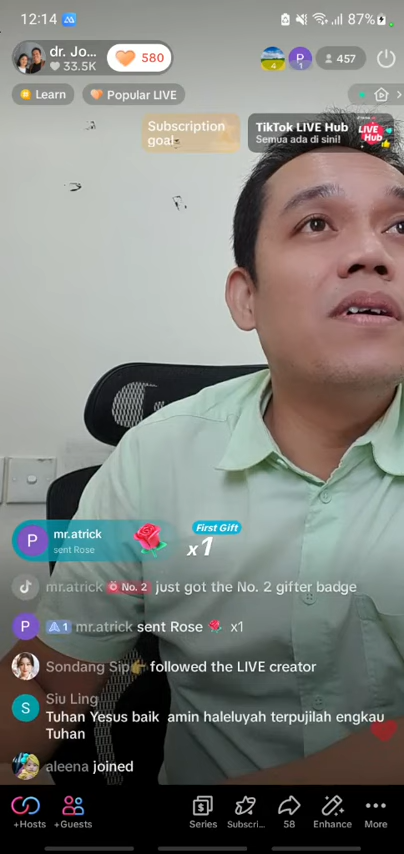 12:14
87%
dr. Jo...
33.5K
580
4
P
1
457
Learn
Popular LIVE
Subscription goal
TikTok LIVE Hub
Semua ada di sini!
LIVE Hub
P
mr.atrick
sent Rose
First Gift
x1
mr.atrick No. 2 just got the No. 2 gifter badge
P 1 mr.atrick sent Rose x1
Sondang Sip followed the LIVE creator
S
Siu Ling
Tuhan Yesus baik amin haleluyah terpujilah engkau
Tuhan
aleena joined
+Hosts
+Guests
Series
Subscri...
58
Enhance
More